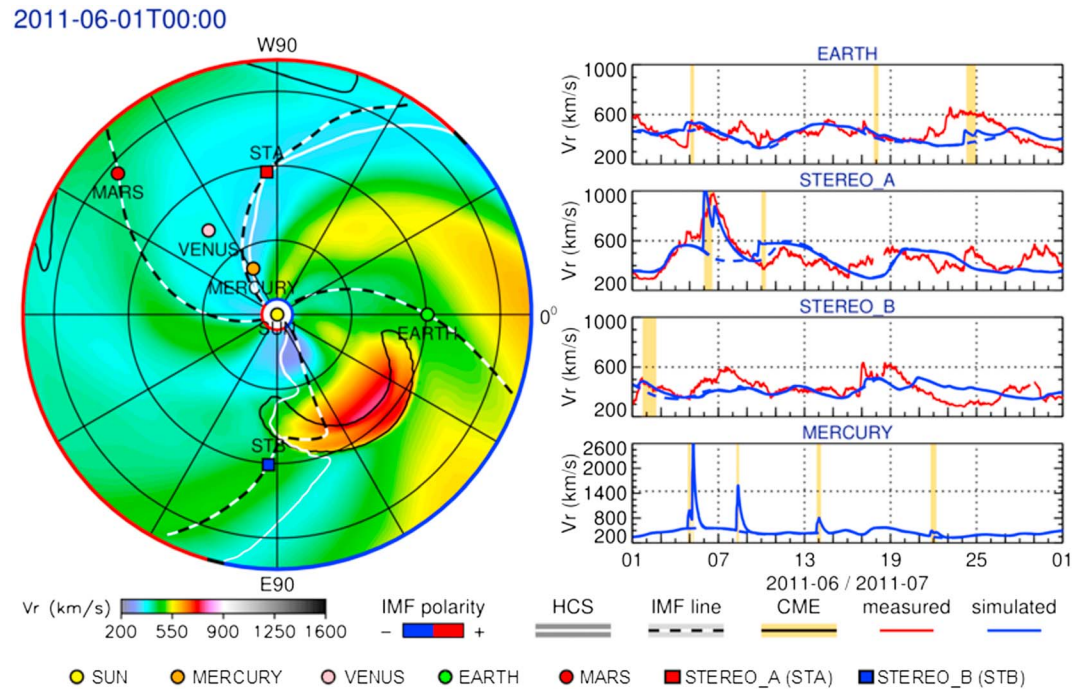 2011-06-01T00:00
W90
STA
MARS
VENUS
MERCURY
SUN
EARTH
0⁰
STB
E90
EARTH
Vr (km/s)
1000
600
200
STEREO_A
Vr (km/s)
1000
600
200
STEREO_B
Vr (km/s)
1000
600
200
MERCURY
Vr (km/s)
2600
2000
1400
800
200
01 07 13 19 25 01
2011-06 / 2011-07
Vr (km/s)
200 550 900 1250 1600
IMF polarity
- +
HCS
IMF line
CME
measured
simulated
SUN MERCURY VENUS EARTH MARS STEREO_A (STA) STEREO_B (STB)